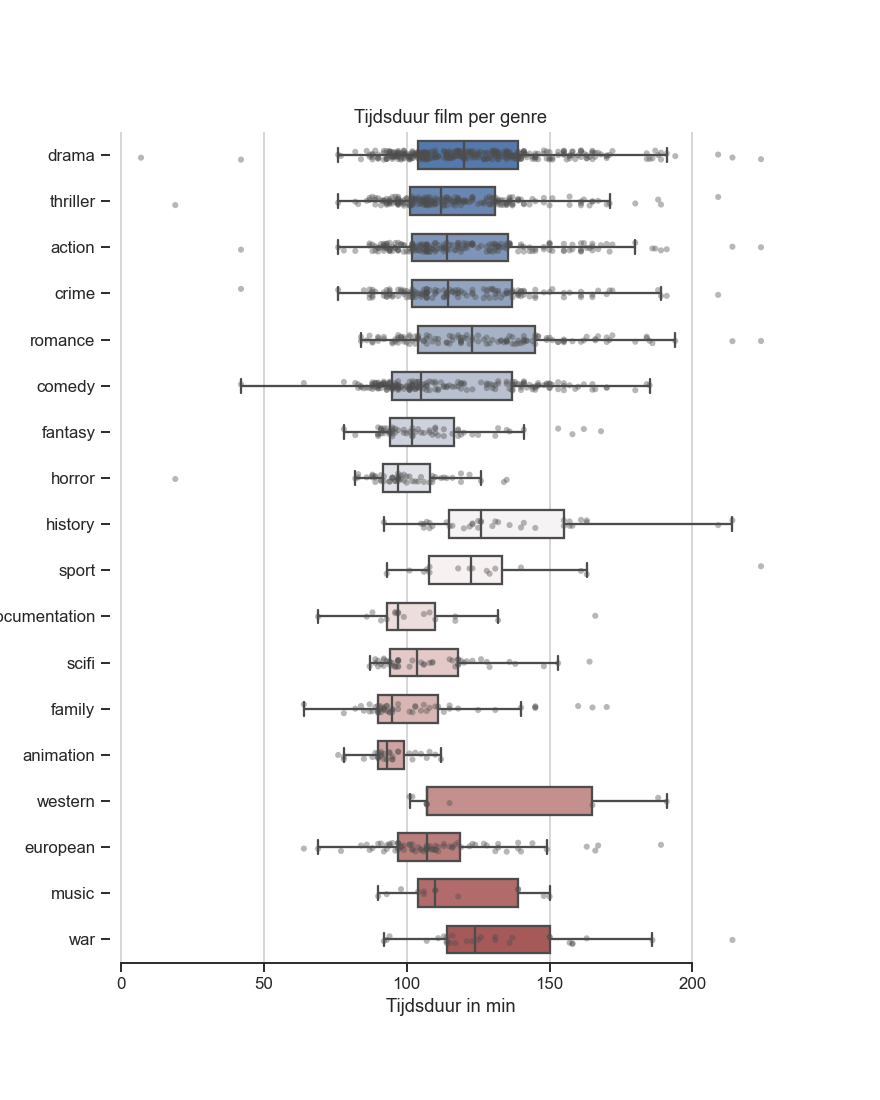 Tijdsduur film per genre
drama
thriller
action
crime
romance
comedy
fantasy
horror
history
sport
ocumentation
scifi
family
animation
western
european
music
war
0 50 100 150 200
Tijdsduur in min